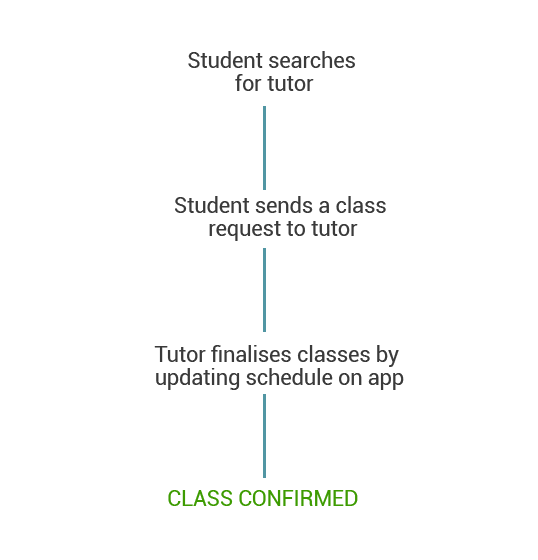 Student searches
for tutor
Student sends a class
request to tutor
Tutor finalises classes by
updating schedule on app
CLASS CONFIRMED